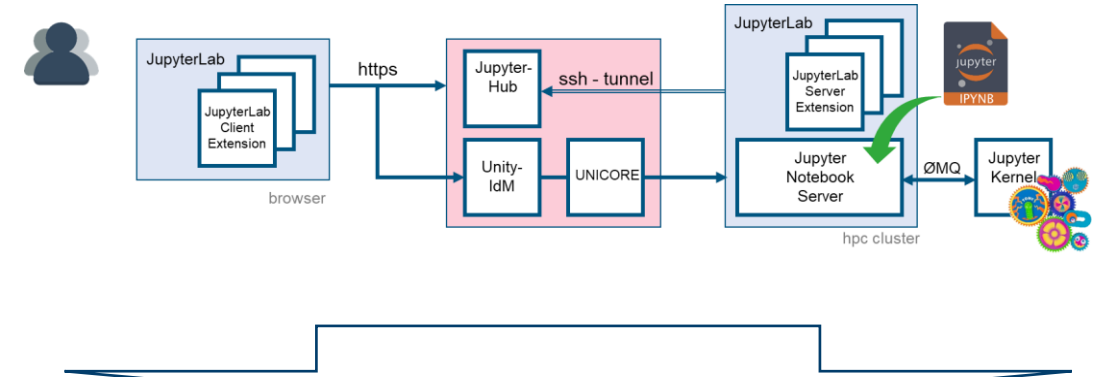 JupyterLab
JupyterLab
Client
Extension
browser
https
Jupyter-
Hub
ssh - tunnel
Unity-
IdM
UNICORE
JupyterLab
JupyterLab
Server
Extension
Jupyter
Notebook
Server
hpc cluster
ØMQ
Jupyter
Kernel
jupyter
IPYNB